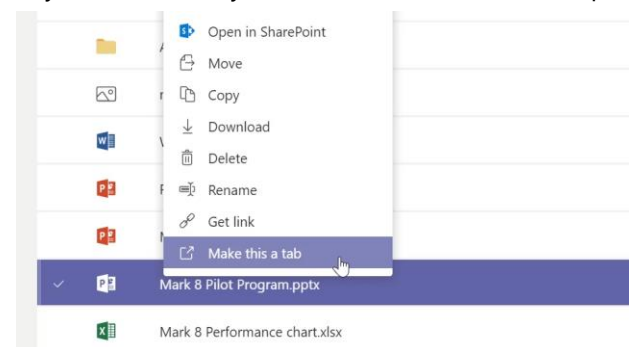 Open in SharePoint
Move
Copy
Download
Delete
Rename
Get link
Make this a tab
Mark 8 Pilot Program.pptx
Mark 8 Performance chart.xlsx